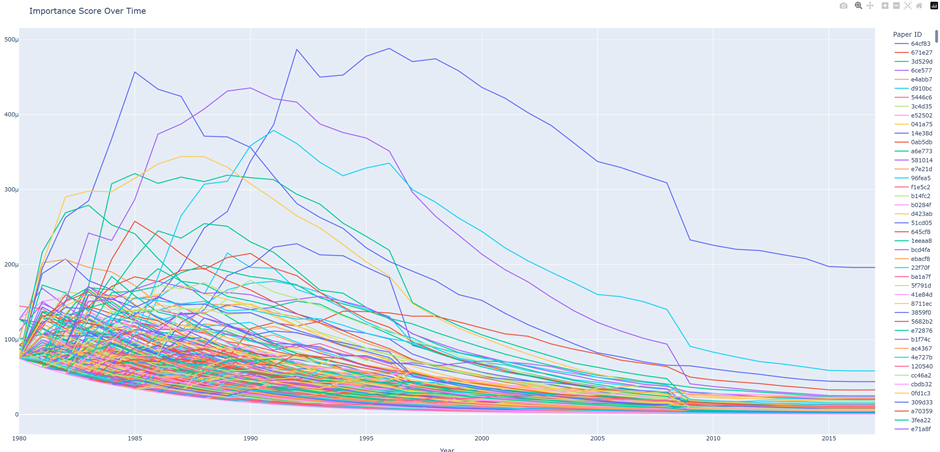 Importance Score Over Time
Paper ID
500μ
400μ
300μ
200μ
100μ
0
1980
1985
1990
1995
2000
2005
2010
2015
Year
64cf83
671e27
3d529d
6ce577
e4abb7
d910bc
5446c6
3c4d35
e52502
041a75
14e38d
0ab5db
a6e773
581014
e7e21d
96fea5
f1e5c2
b14fc2
b0284f
d423ab
51cd05
645cf8
1eeaa8
bcd4fa
ebacf8
22f70f
ba1a7f
5f791d
41e84d
8711ec
3859f0
5682b2
e72876
b1f74c
ac4367
4e727b
120540
cc46a2
cbdb32
0fd1c3
309d33
a70359
3fea22
e71a8f